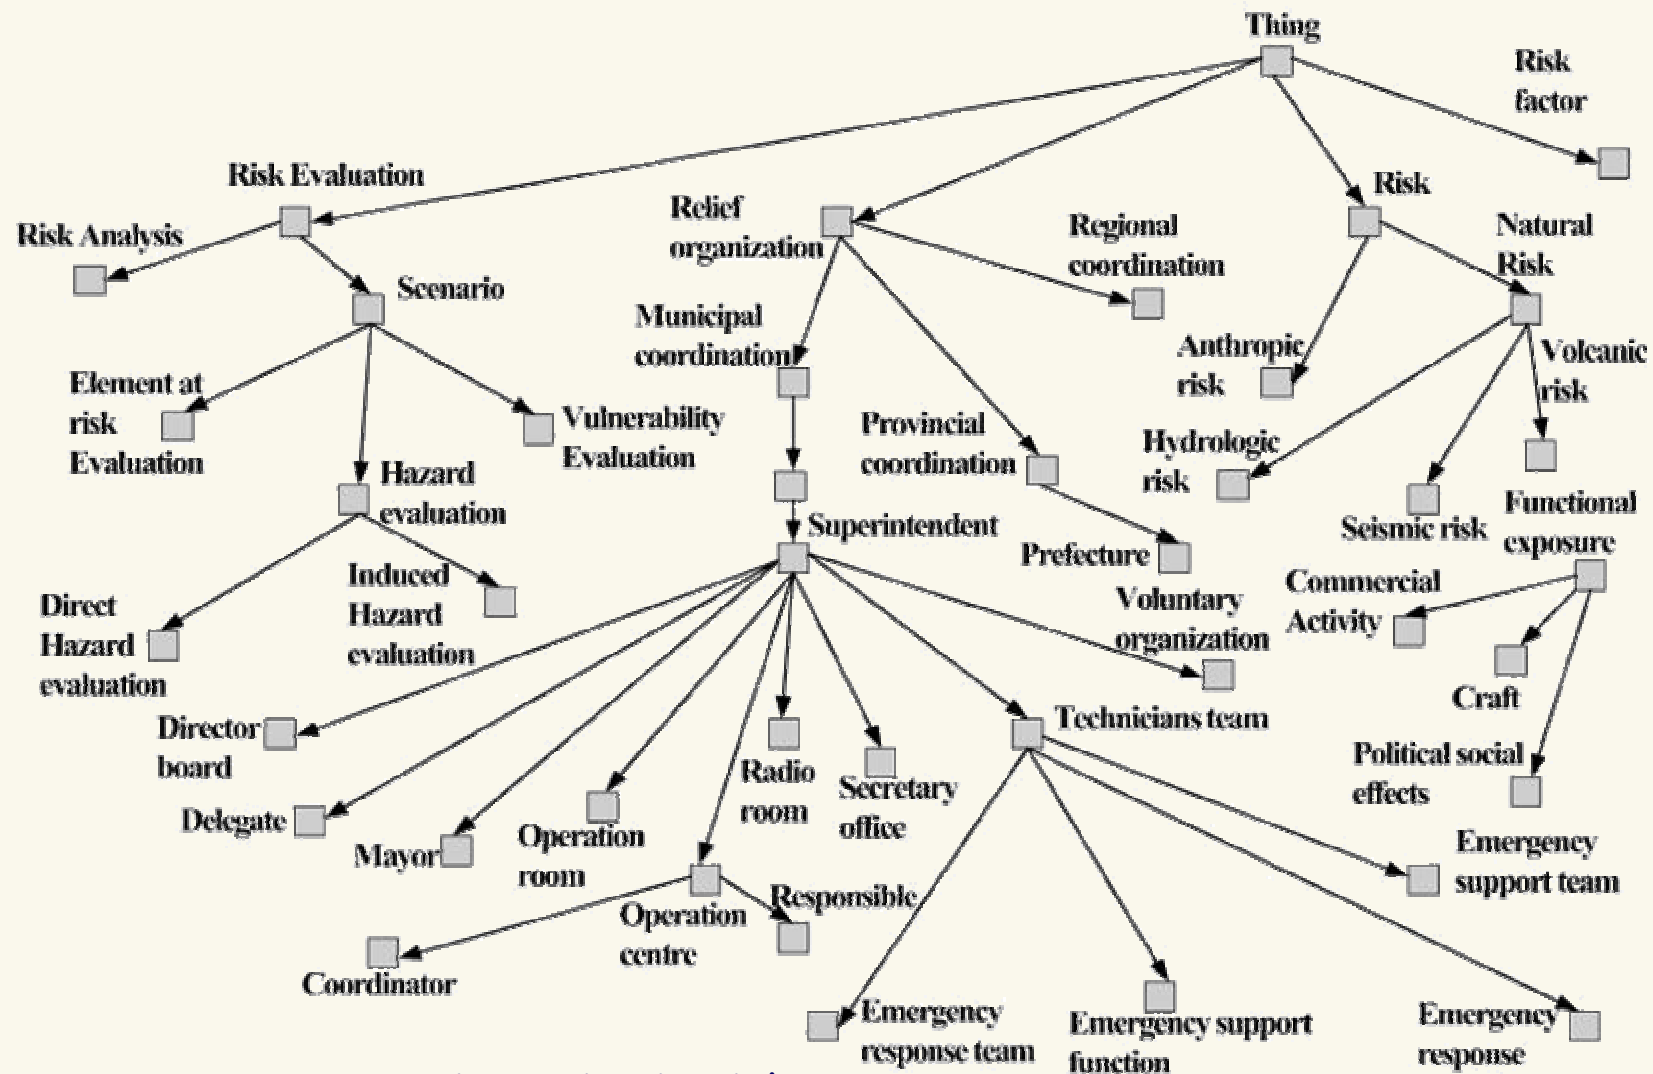 Thing
Risk
factor
Risk Evaluation
Risk
Relief
organization
Regional
coordination
Natural
Risk
Risk Analysis
Scenario
Municipal
coordination
Anthropic
risk
Volcanic
risk
Element at
risk
Evaluation
Vulnerability
Evaluation
Provincial
coordination
Hydrologic
risk
Hazard
evaluation
Superintendent
Seismic risk
Functional
exposure
Prefecture
Induced
Hazard
evaluation
Direct
Hazard
evaluation
Voluntary
organization
Commercial
Activity
Craft
Director
board
Technicians team
Political social
effects
Radio
room
Secretary
office
Delegate
Mayor
Operation
room
Emergency
support team
Responsible
Operation
centre
Coordinator
Emergency
response team
Emergency support
function
Emergency
response